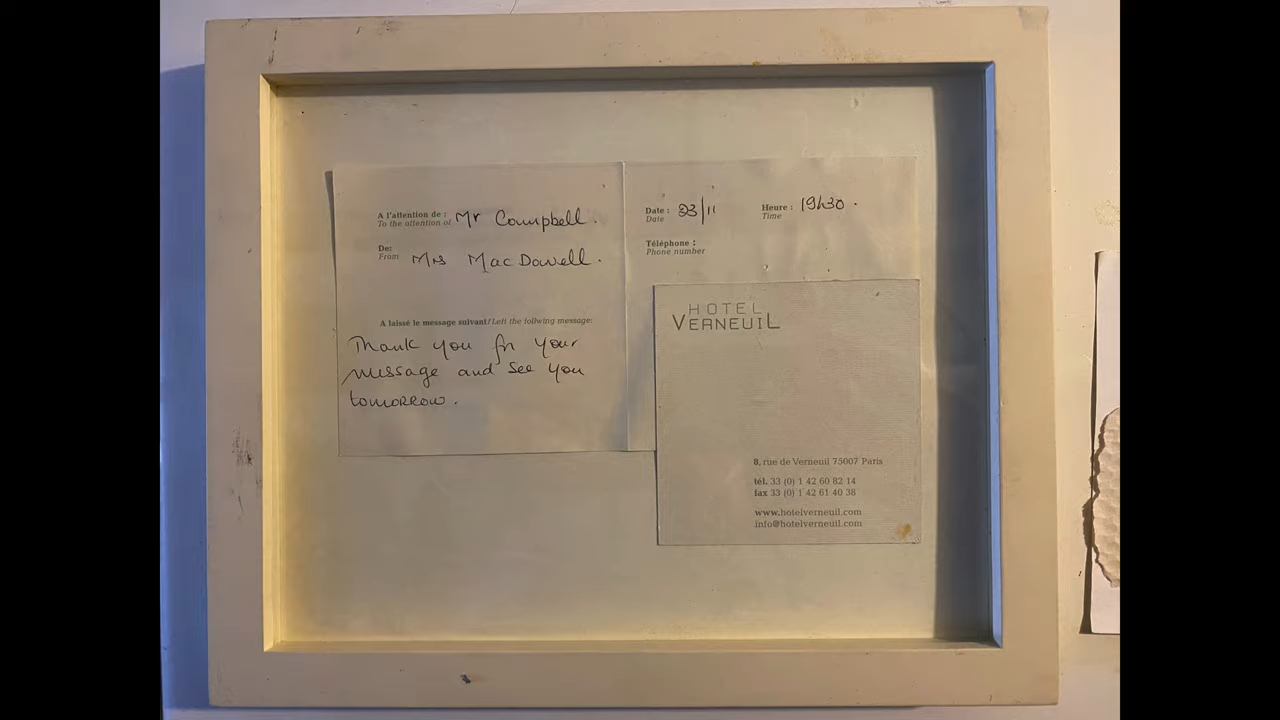 A l'attention de : Mr Campbell.
To the attention of
De: Mrs MacDowell.
From
A laissé le message suivant/Left the follwing message:
Thank you for your
message and see you
tomorrow.
Date : 23/11
Date
Heure : 19h30.
Time
Téléphone :
Phone number
HOTEL
VERNEUIL
8, rue de Verneuil 75007 Paris
tél. 33 (0) 1 42 60 82 14
fax 33 (0) 1 42 61 40 38
www.hotelverneuil.com
info@hotelverneuil.com